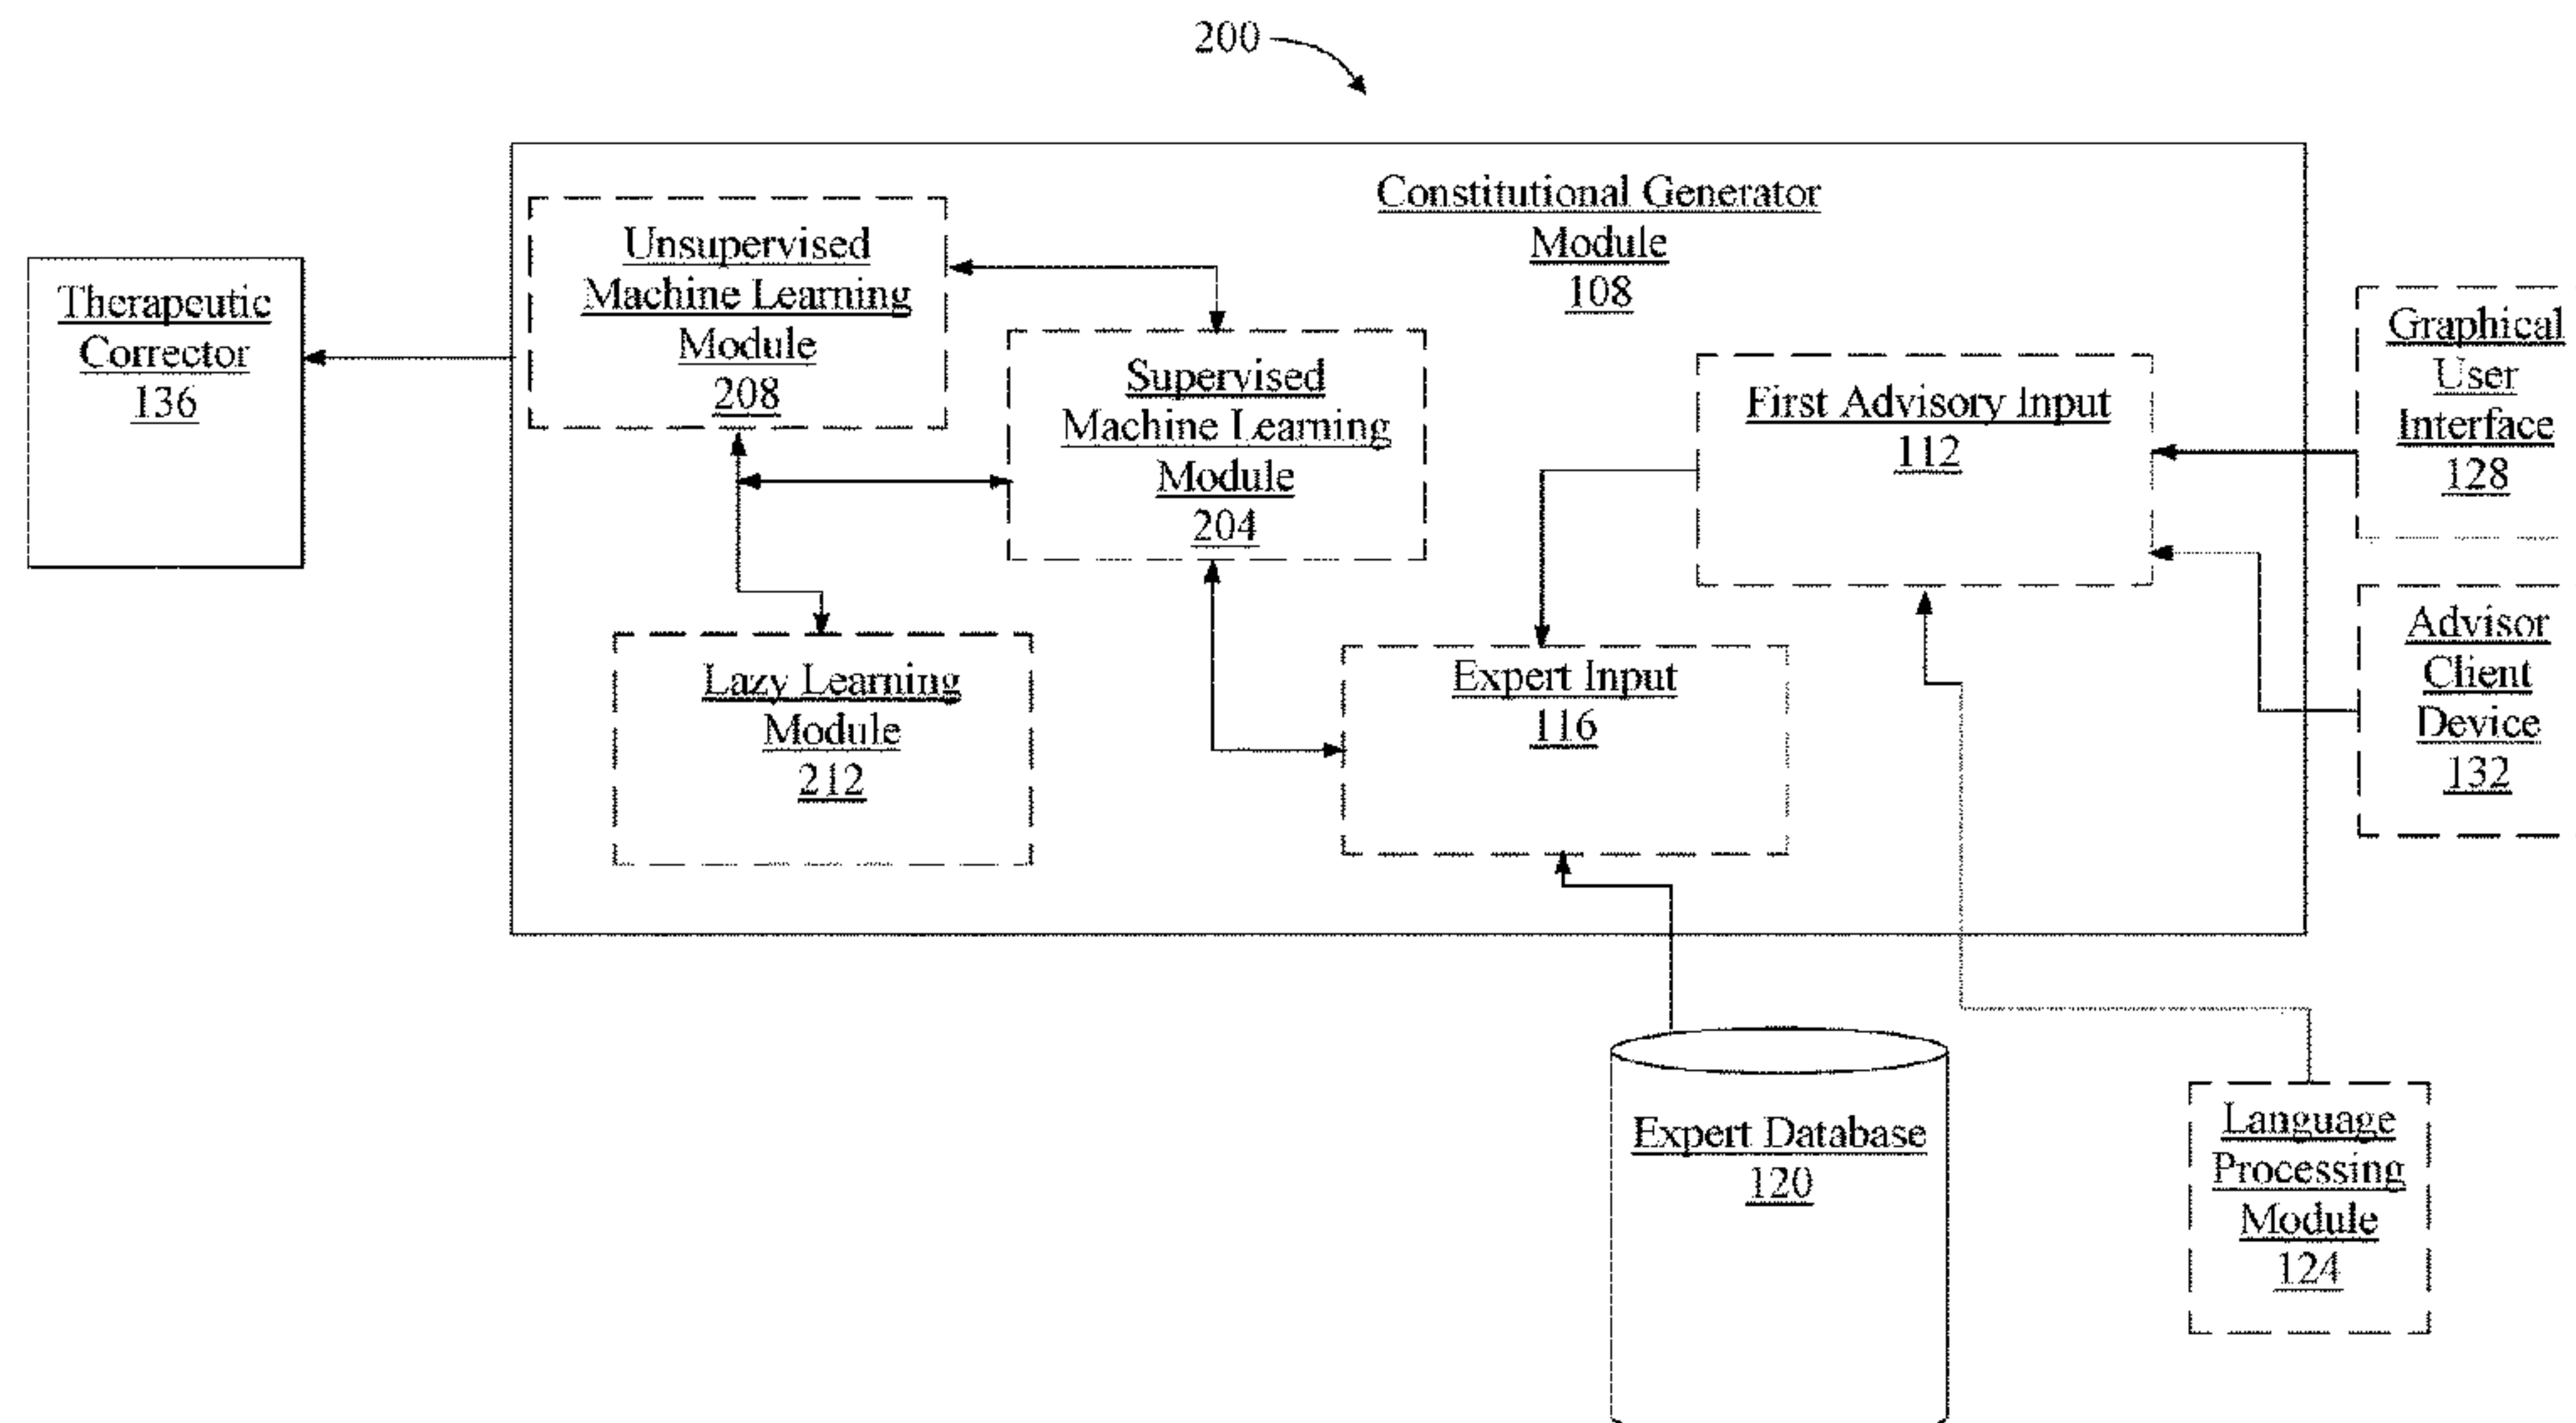 200
Constitutional Generator
Module
108
Unsupervised
Machine Learning
Module
208
Therapeutic
Corrector
136
Supervised
Machine Learning
Module
204
First Advisory Input
112
Graphical
User
Interface
128
Lazy Learning
Module
212
Expert Input
116
Advisor
Client
Device
132
Expert Database
120
Language
Processing
Module
124